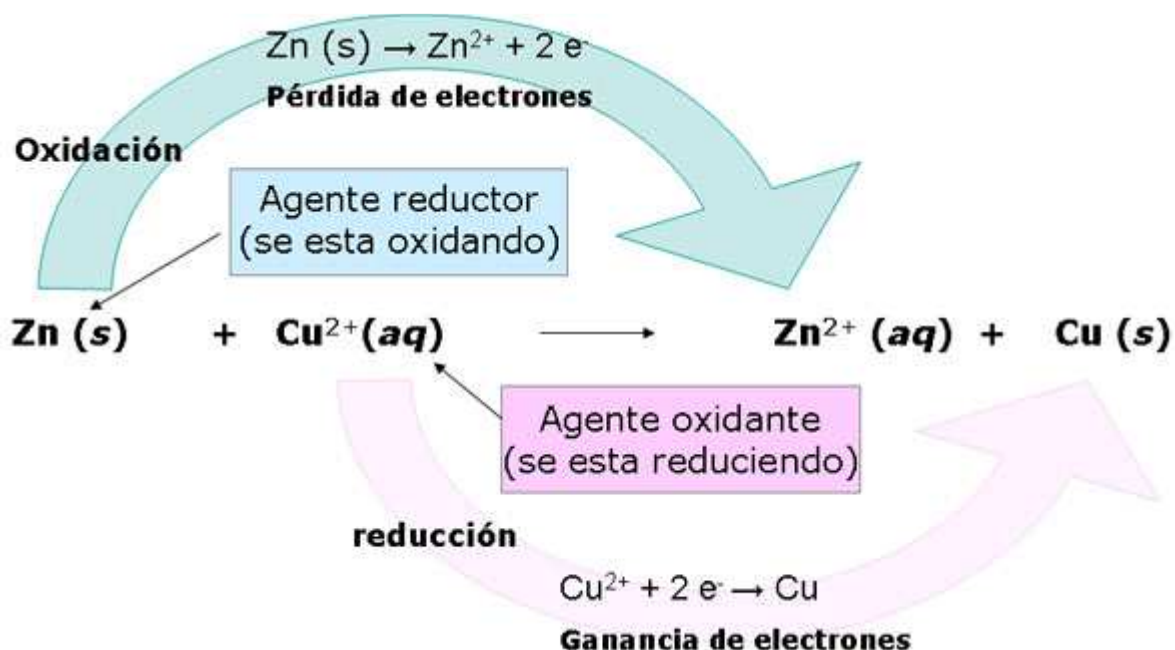 Zn (s) → Zn²⁺ + 2 e⁻
Pérdida de electrones
Oxidación
Agente reductor
(se esta oxidando)
Zn (s) + Cu²⁺(aq) → Zn²⁺ (aq) + Cu (s)
Agente oxidante
(se esta reduciendo)
reducción
Cu²⁺ + 2 e⁻ → Cu
Ganancia de electrones